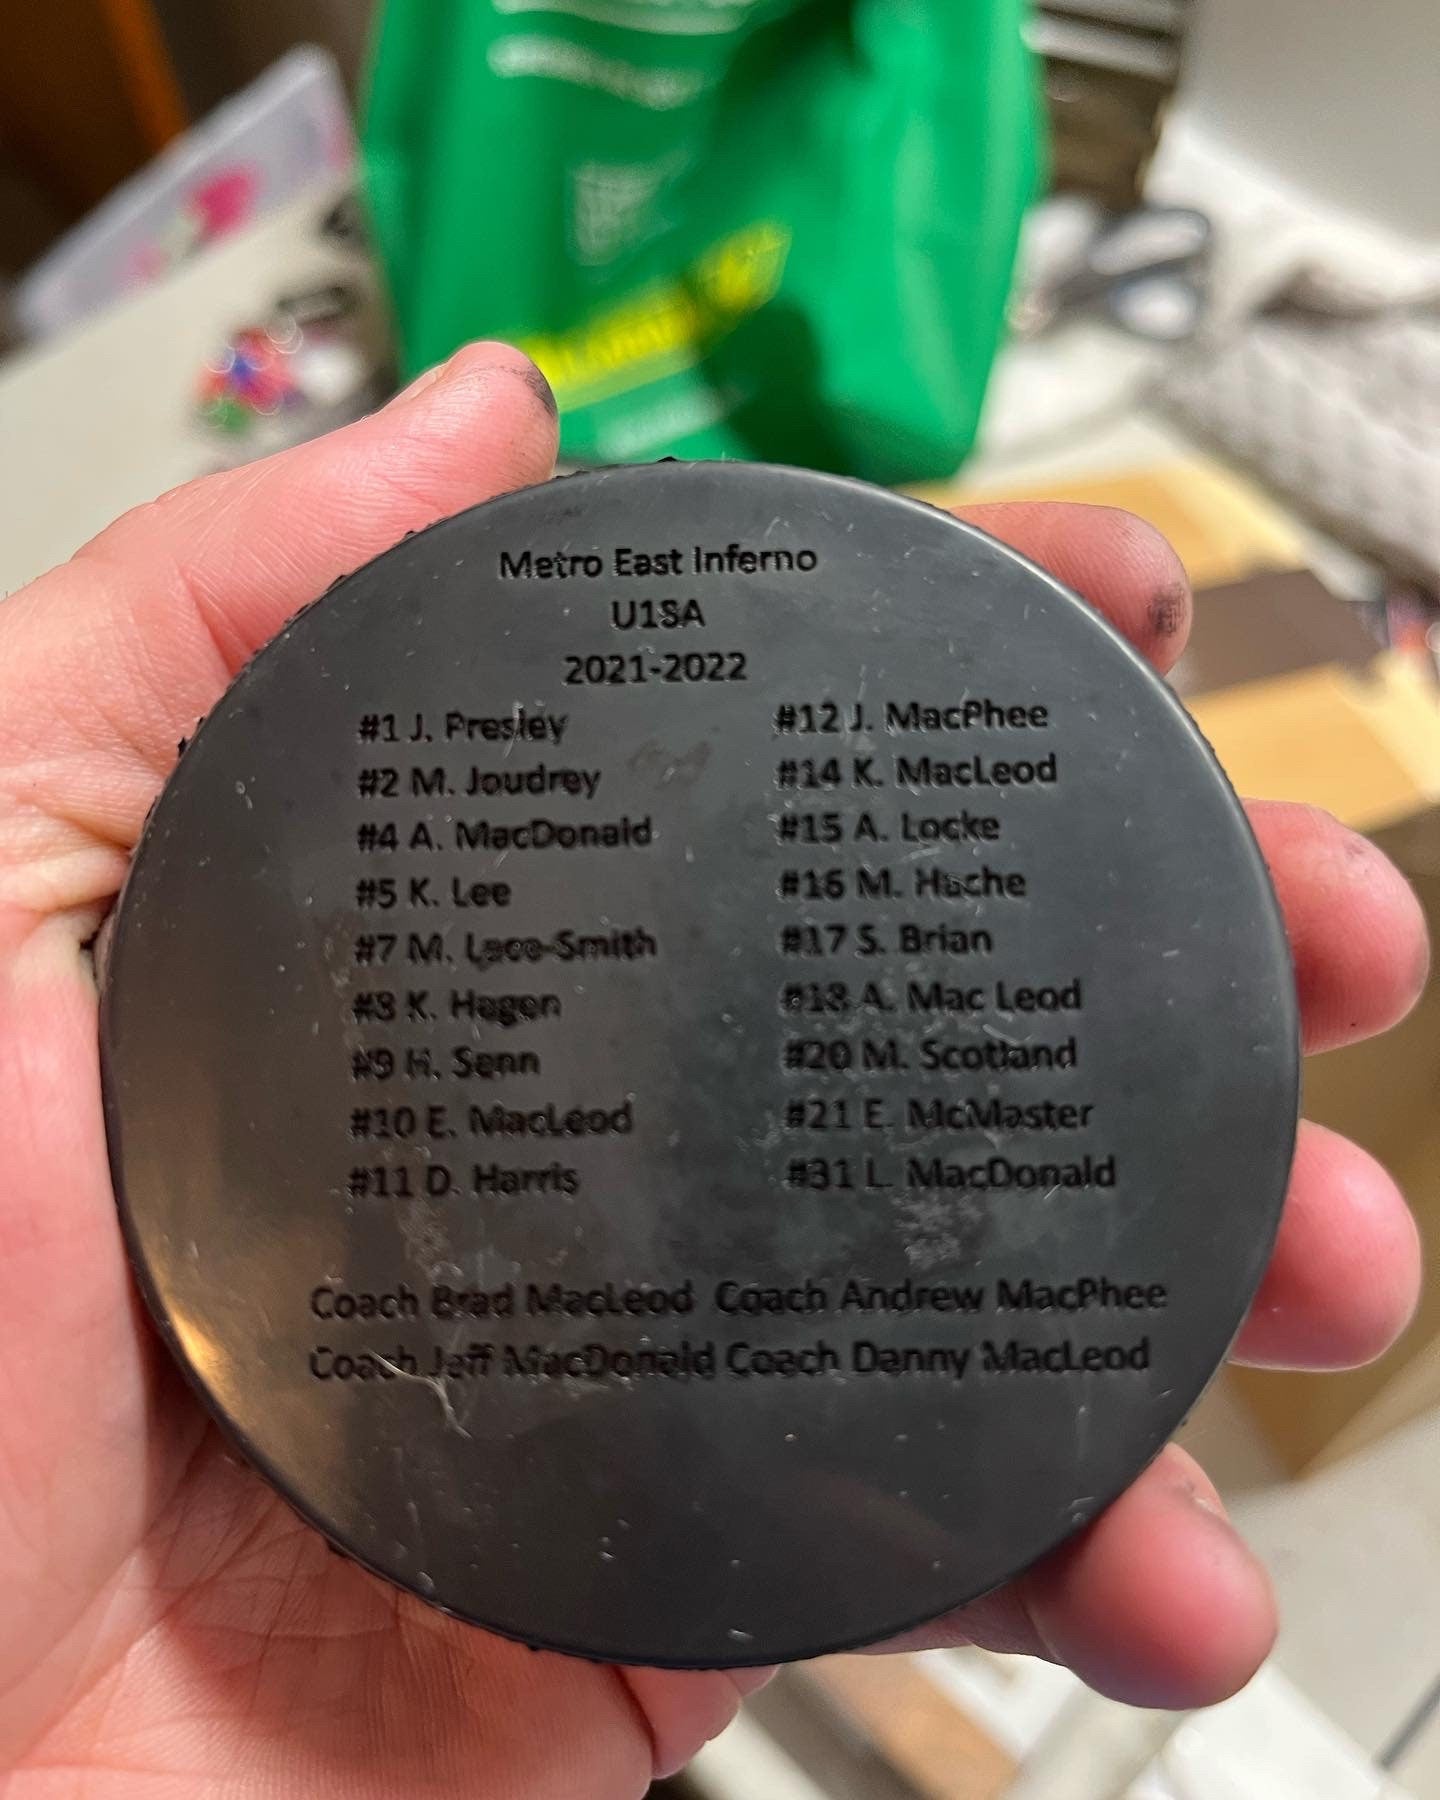 Metro East Inferno
U18A
2021-2022
#1 J. Presley
#2 M. Joudrey
#4 A. MacDonald
#5 K. Lee
#7 M. Lace-Smith
#8 K. Hagen
#9 H. Senn
#10 E. MacLeod
#11 D. Harris
#12 J. MacPhee
#14 K. MacLeod
#15 A. Locke
#16 M. Hache
#17 S. Brian
#18 A. Mac Leod
#20 M. Scotland
#21 E. McMaster
#31 L. MacDonald
Coach Brad MacLeod Coach Andrew MacPhee
Coach Jeff MacDonald Coach Danny MacLeod